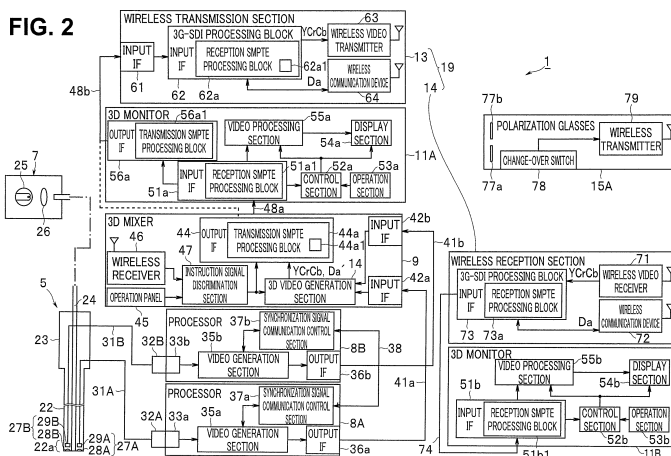 FIG. 2
WIRELESS TRANSMISSION SECTION
63
3G-SDI PROCESSING BLOCK
YCrCb
WIRELESS VIDEO TRANSMITTER
INPUT IF
INPUT IF
RECEPTION SMPTE PROCESSING BLOCK
62a1
13
19
14
WIRELESS COMMUNICATION DEVICE
Da
61
62
62a
64
48b
3D MONITOR
56a1
55a
OUTPUT IF
TRANSMISSION SMPTE PROCESSING BLOCK
VIDEO PROCESSING SECTION
DISPLAY SECTION
54a
56a
51a1
52a
53a
11A
INPUT IF
RECEPTION SMPTE PROCESSING BLOCK
CONTROL SECTION
OPERATION SECTION
51a
48a
1
77b
79
POLARIZATION GLASSES
WIRELESS TRANSMITTER
CHANGE-OVER SWITCH
77a
78
15A
7
25
26
3D MIXER
46
44
OUTPUT IF
TRANSMISSION SMPTE PROCESSING BLOCK
44a
44a1
INPUT IF
42b
41b
WIRELESS RECEIVER
47
INSTRUCTION SIGNAL DISCRIMINATION SECTION
YCrCb, Da'
14
9
42a
3D VIDEO GENERATION SECTION
INPUT IF
OPERATION PANEL
45
5
24
23
31B
31A
22
27B
29B
28B
22a
29A
28A
27A
PROCESSOR
37b
SYNCHRONIZATION SIGNAL COMMUNICATION CONTROL SECTION
35b
32B
33b
8B
38
VIDEO GENERATION SECTION
OUTPUT IF
36b
41a
PROCESSOR
37a
SYNCHRONIZATION SIGNAL COMMUNICATION CONTROL SECTION
35a
32A
33a
8A
VIDEO GENERATION SECTION
OUTPUT IF
36a
WIRELESS RECEPTION SECTION
71
3G-SDI PROCESSING BLOCK
YCrCb
WIRELESS VIDEO RECEIVER
INPUT IF
RECEPTION SMPTE PROCESSING BLOCK
WIRELESS COMMUNICATION DEVICE
Da
73
73a
72
3D MONITOR
55b
VIDEO PROCESSING SECTION
DISPLAY SECTION
51b
54b
INPUT IF
RECEPTION SMPTE PROCESSING BLOCK
CONTROL SECTION
OPERATION SECTION
52b
53b
74
51b1
11B